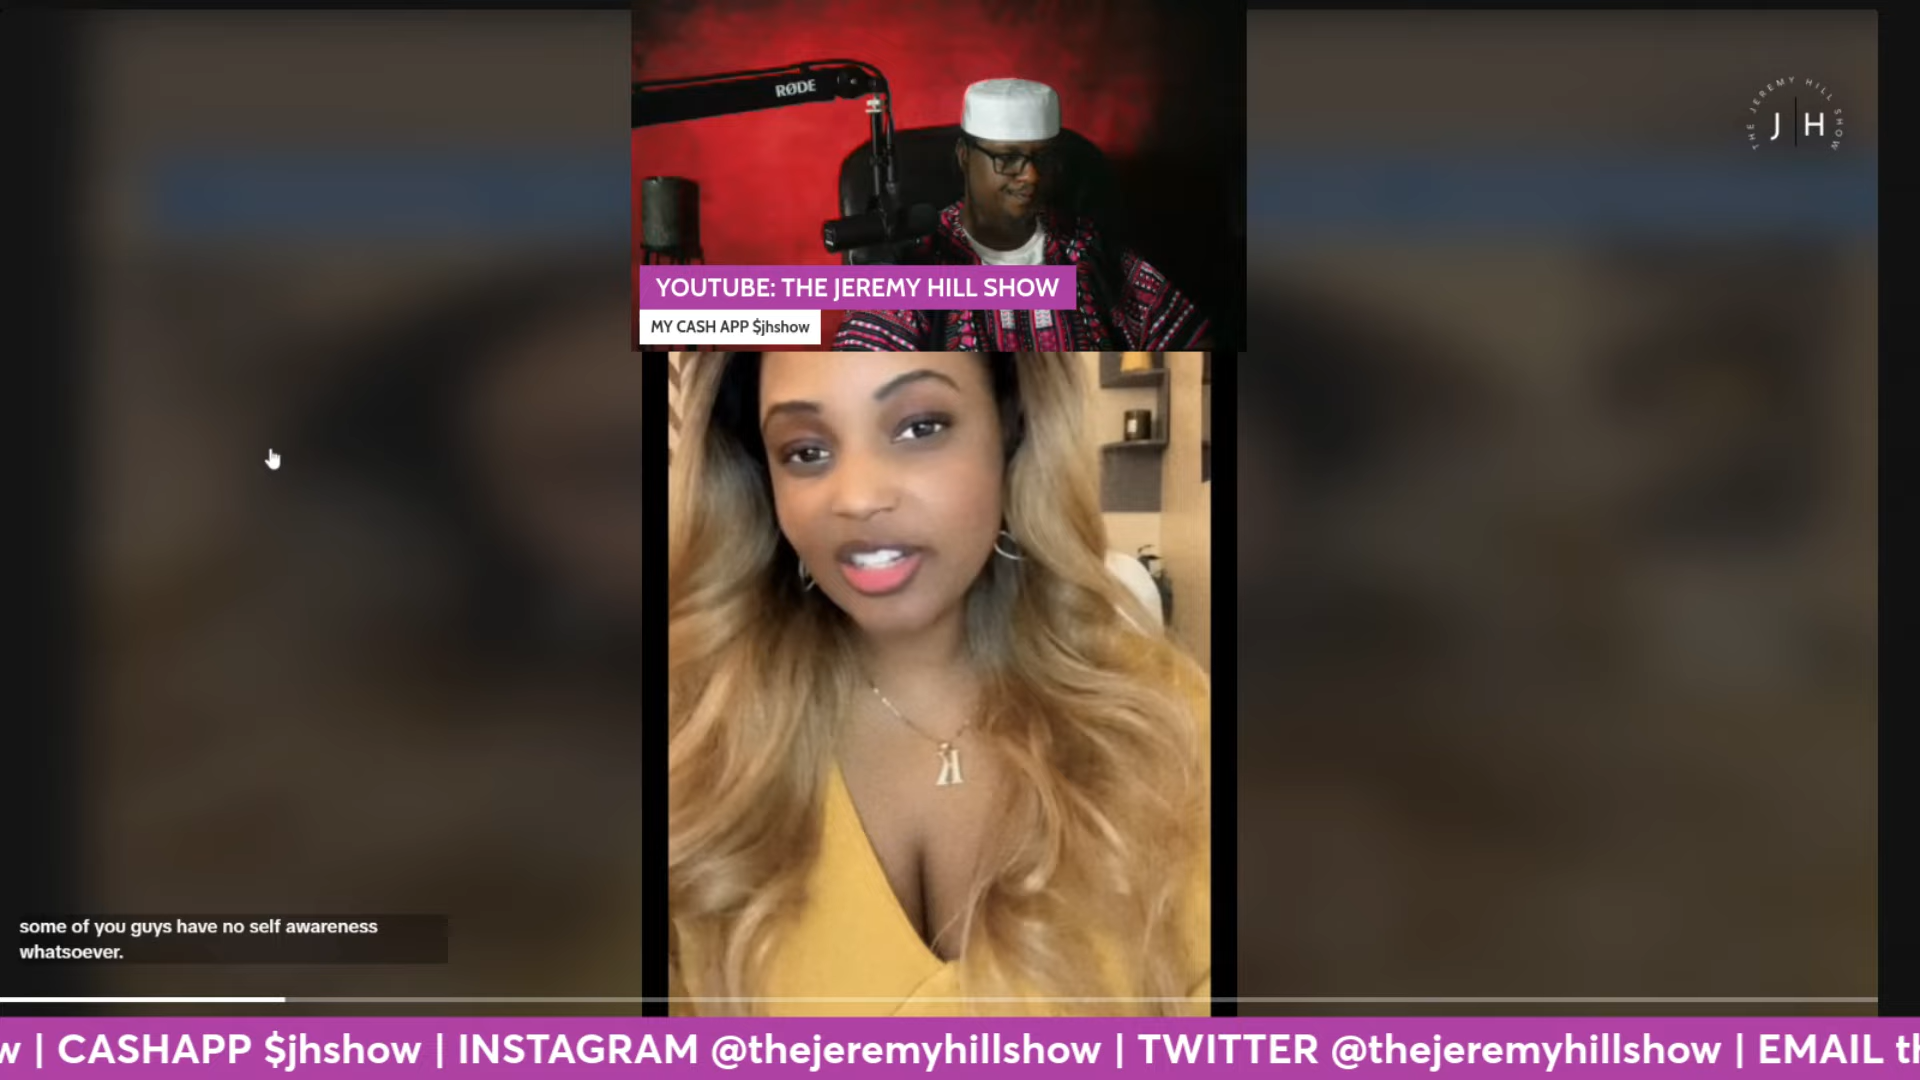 RØDE
THE JEREMY HILL SHOW
J | H
YOUTUBE: THE JEREMY HILL SHOW
MY CASH APP $jhshow
some of you guys have no self awareness
whatsoever.
w | CASHAPP $jhshow | INSTAGRAM @thejeremyhillshow | TWITTER @thejeremyhillshow | EMAIL th